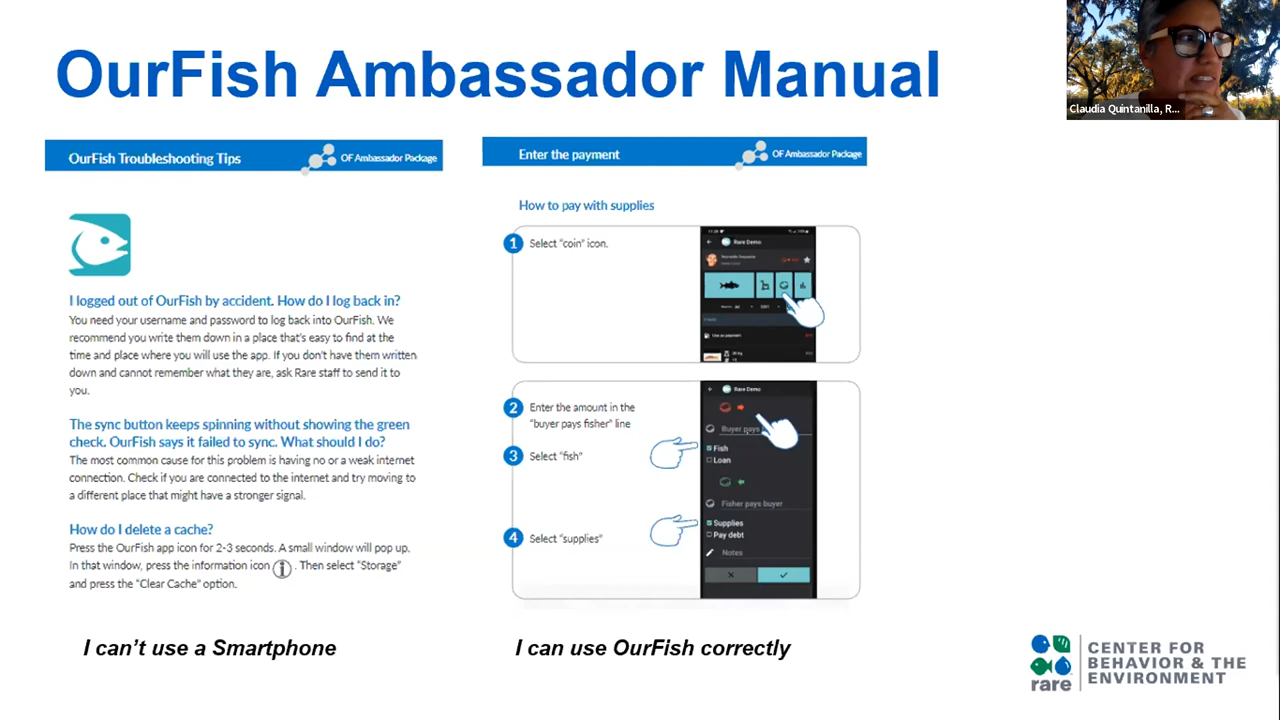 OurFish Ambassador Manual
Claudia Quintanilla, R...
OurFish Troubleshooting Tips
OF Ambassador Package
I logged out of OurFish by accident. How do I log back in?
You need your username and password to log back into OurFish. We
recommend you write them down in a place that's easy to find at the
time and place where you will use the app. If you don't have them written
down and cannot remember what they are, ask Rare staff to send it to
you.
The sync button keeps spinning without showing the green
check. OurFish says it failed to sync. What should I do?
The most common cause for this problem is having no or a weak internet
connection. Check if you are connected to the internet and try moving to
a different place that might have a stronger signal.
How do I delete a cache?
Press the OurFish app icon for 2-3 seconds. A small window will pop up.
In that window, press the information icon i . Then select "Storage"
and press the "Clear Cache" option.
I can't use a Smartphone
Enter the payment
OF Ambassador Package
How to pay with supplies
1 Select "coin" icon.
Rare Demo
2 Enter the amount in the
"buyer pays fisher" line
3 Select "fish"
4 Select "supplies"
Rare Demo
Buyer pays
Fish
Loan
Fisher pays buyer
Supplies
Pay debt
Notes
I can use OurFish correctly
rare
CENTER FOR
BEHAVIOR & THE
ENVIRONMENT